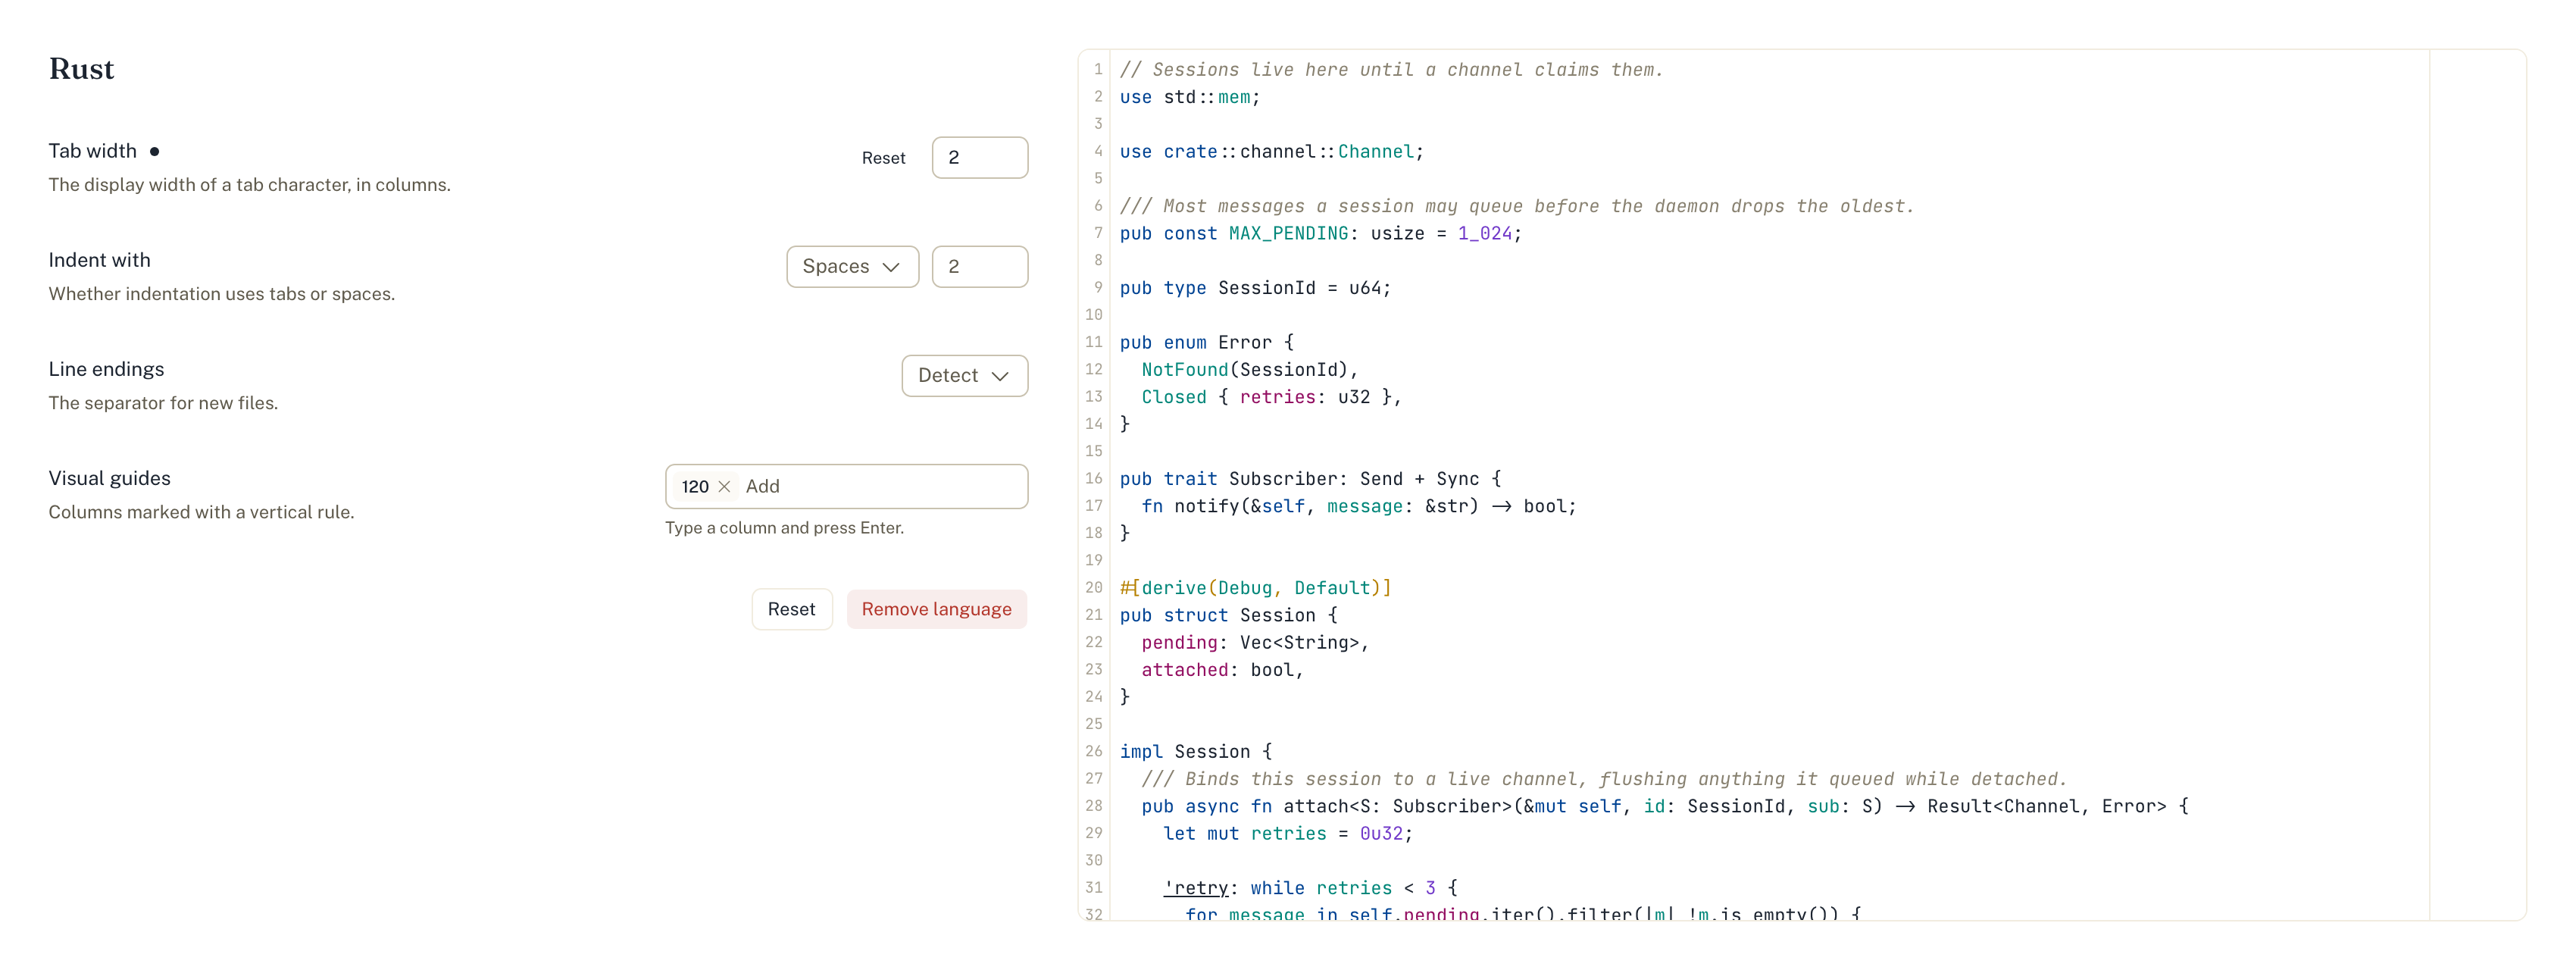 Rust
Tab width
Reset
2
The display width of a tab character, in columns.
Indent with
Spaces
2
Whether indentation uses tabs or spaces.
Line endings
Detect
The separator for new files.
Visual guides
120
Add
Columns marked with a vertical rule.
Type a column and press Enter.
Reset
Remove language
1 // Sessions live here until a channel claims them.
2 use std::mem;
3
4 use crate::channel::Channel;
5
6 /// Most messages a session may queue before the daemon drops the oldest.
7 pub const MAX_PENDING: usize = 1_024;
8
9 pub type SessionId = u64;
10
11 pub enum Error {
12   NotFound(SessionId),
13   Closed { retries: u32 },
14 }
15
16 pub trait Subscriber: Send + Sync {
17   fn notify(&self, message: &str) -> bool;
18 }
19
20 #[derive(Debug, Default)]
21 pub struct Session {
22   pending: Vec<String>,
23   attached: bool,
24 }
25
26 impl Session {
27   /// Binds this session to a live channel, flushing anything it queued while detached.
28   pub async fn attach<S: Subscriber>(&mut self, id: SessionId, sub: S) -> Result<Channel, Error> {
29     let mut retries = 0u32;
30
31     'retry: while retries < 3 {
32       for message in self.pending.iter().filter(|m| !m.is_empty()) {